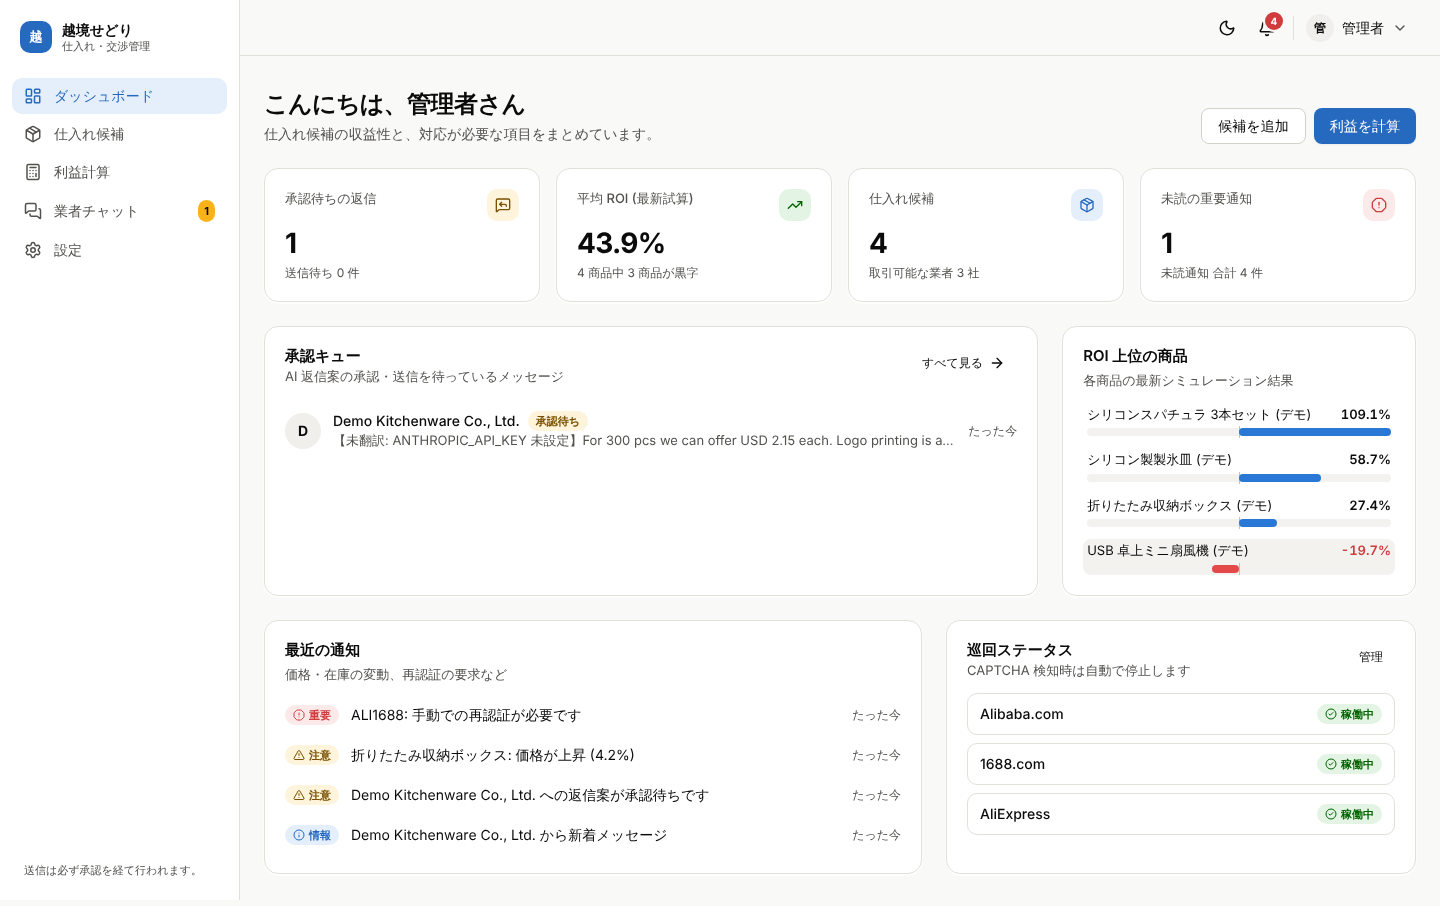 越
越境せどり
仕入れ・交渉管理
ダッシュボード
仕入れ候補
利益計算
業者チャット
1
設定
送信は必ず承認を経て行われます。
4
管
管理者
こんにちは、管理者さん
仕入れ候補の収益性と、対応が必要な項目をまとめています。
候補を追加
利益を計算
承認待ちの返信
1
送信待ち 0 件
平均 ROI (最新試算)
43.9%
4 商品中 3 商品が黒字
仕入れ候補
4
取引可能な業者 3 社
未読の重要通知
1
未読通知 合計 4 件
承認キュー
AI 返信案の承認・送信を待っているメッセージ
すべて見る
D
Demo Kitchenware Co., Ltd.
承認待ち
【未翻訳: ANTHROPIC_API_KEY 未設定】For 300 pcs we can offer USD 2.15 each. Logo printing is a...
たった今
ROI 上位の商品
各商品の最新シミュレーション結果
シリコンスパチュラ 3本セット (デモ) 109.1%
シリコン製製氷皿 (デモ) 58.7%
折りたたみ収納ボックス (デモ) 27.4%
USB 卓上ミニ扇風機 (デモ) -19.7%
最近の通知
価格・在庫の変動、再認証の要求など
重要 ALI1688: 手動での再認証が必要です たった今
注意 折りたたみ収納ボックス: 価格が上昇 (4.2%) たった今
注意 Demo Kitchenware Co., Ltd. への返信案が承認待ちです たった今
情報 Demo Kitchenware Co., Ltd. から新着メッセージ たった今
巡回ステータス
CAPTCHA 検知時は自動で停止します
管理
Alibaba.com 稼働中
1688.com 稼働中
AliExpress 稼働中